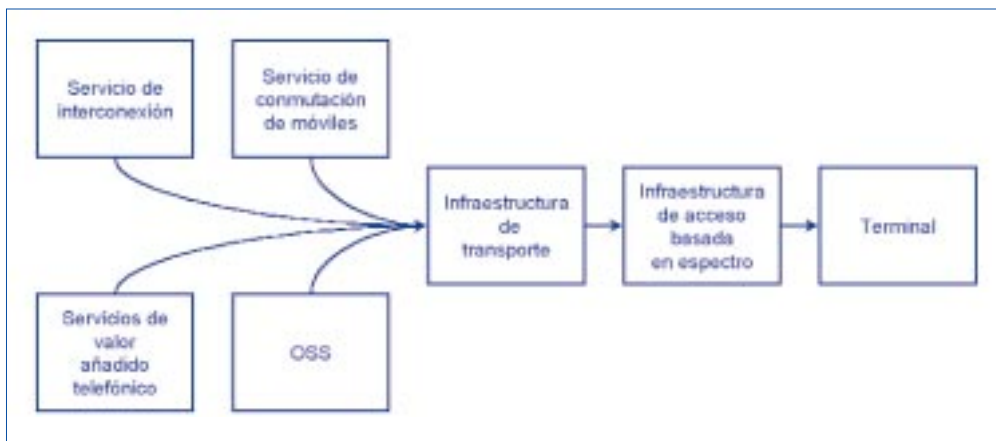 Servicio de
interconexión
Servicio de
conmutación
de móviles
Infraestructura
de
transporte
Infraestructura
de acceso
basada
en espectro
Terminal
Servicios de
valor
añadido
telefónico
OSS